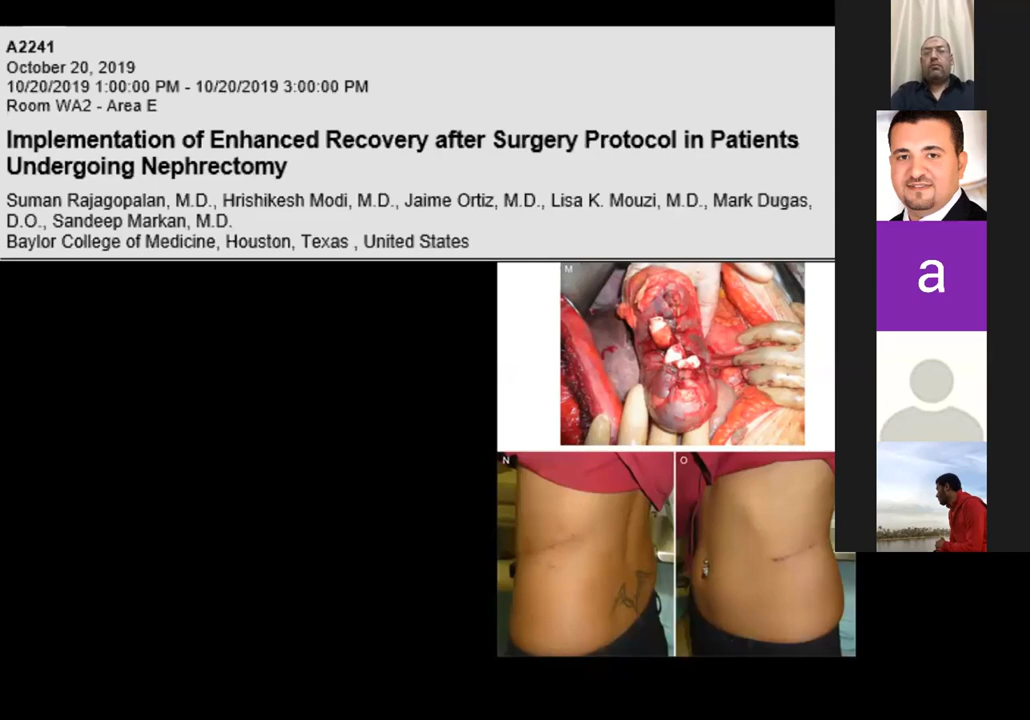 A2241
October 20, 2019
10/20/2019 1:00:00 PM - 10/20/2019 3:00:00 PM
Room WA2 - Area E
Implementation of Enhanced Recovery after Surgery Protocol in Patients
Undergoing Nephrectomy
Suman Rajagopalan, M.D., Hrishikesh Modi, M.D., Jaime Ortiz, M.D., Lisa K. Mouzi, M.D., Mark Dugas,
D.O., Sandeep Markan, M.D.
Baylor College of Medicine, Houston, Texas , United States
M
a
N
O